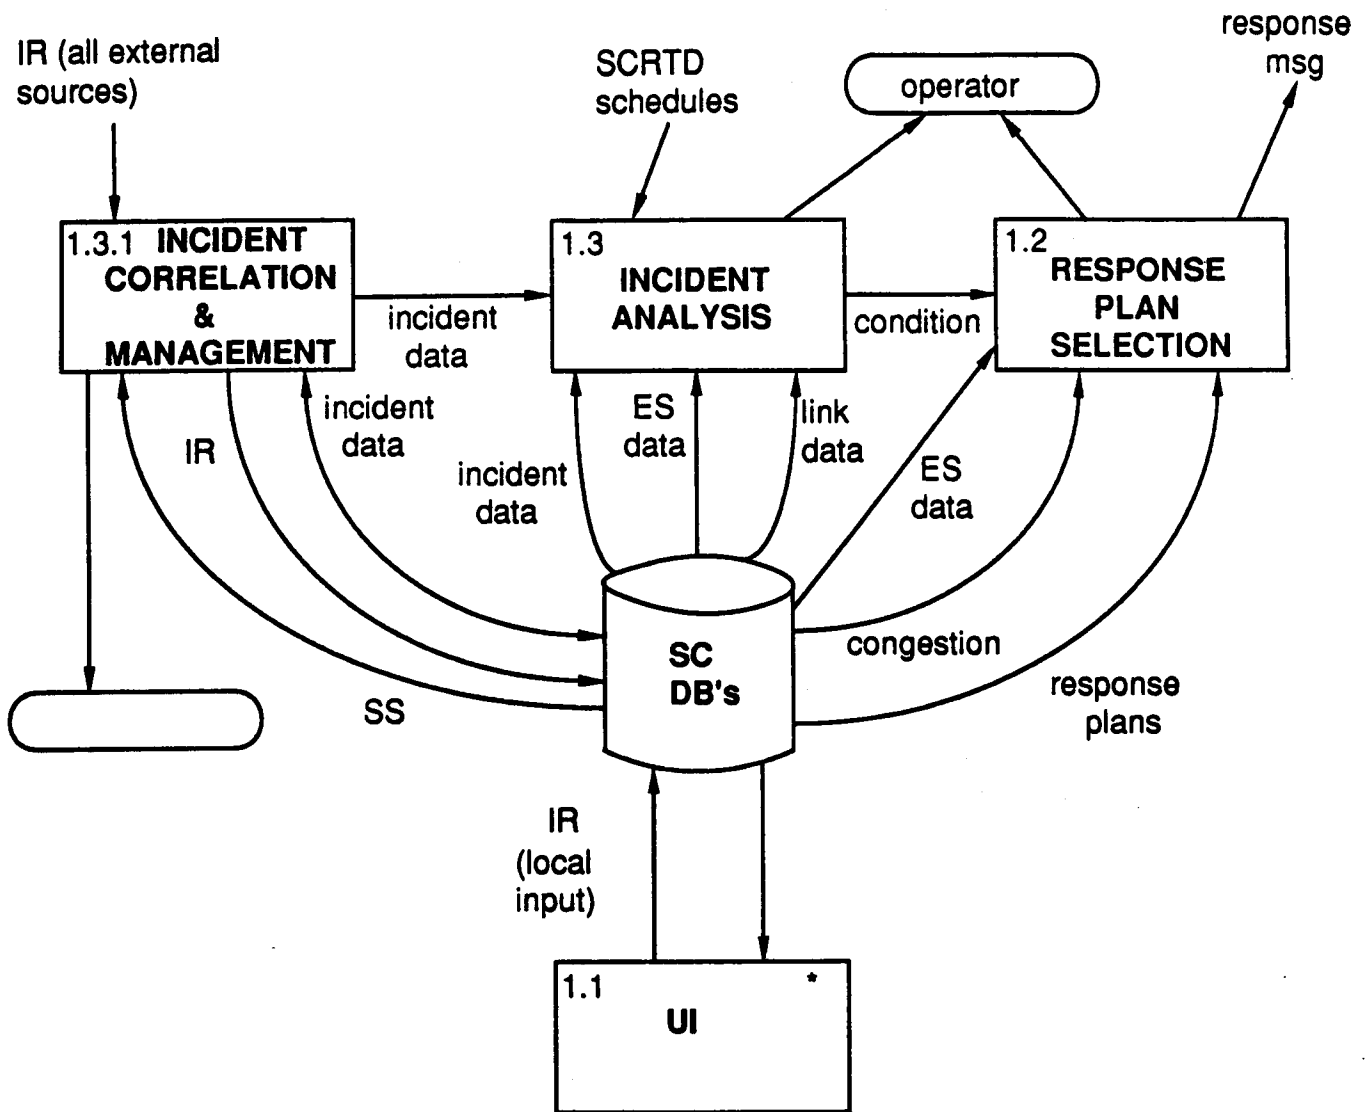 response
msg
IR (all external
sources)
SCRTD
schedules
operator
1.3.1 INCIDENT
CORRELATION
&
MANAGEMENT
1.3
INCIDENT
ANALYSIS
1.2
RESPONSE
PLAN
SELECTION
incident
data
condition
IR
incident
data
incident
data
ES
data
link
data
ES
data
SC
DB's
SS
congestion
response
plans
IR
(local
input)
1.1 *
UI